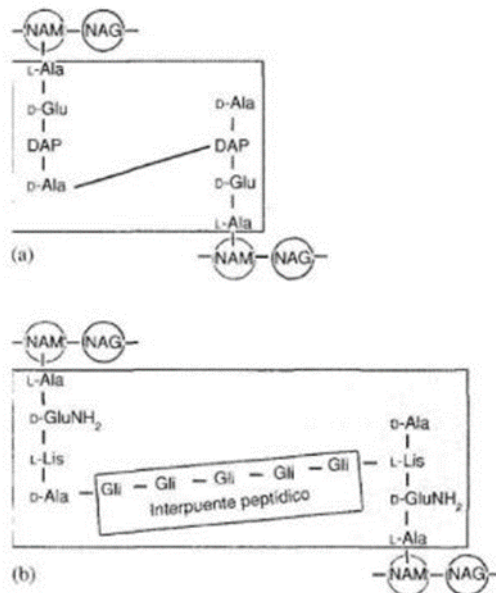 NAM NAG
L-Ala
D-Glu D-Ala
DAP DAP
D-Ala D-Glu
L-Ala
(a) NAM NAG
NAM NAG
L-Ala
D-GluNH₂ D-Ala
L-Lis Gli Gli Gli Gli Gli L-Lis
D-Ala Interpuente peptídico D-GluNH₂
L-Ala
(b) NAM NAG